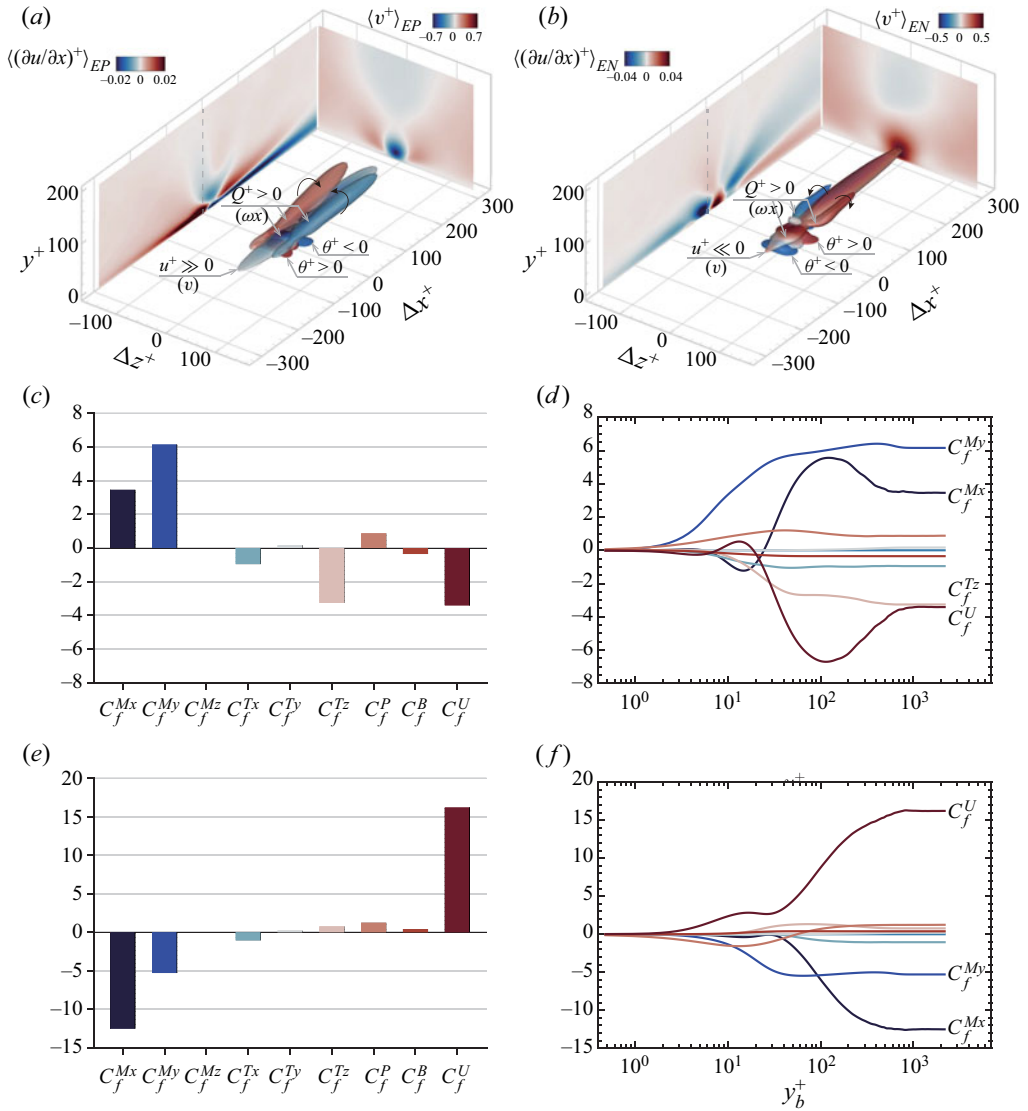 (a)
⟨v⁺⟩EP
−0.7 0 0.7
⟨(∂u/∂x)⁺⟩EP
−0.02 0 0.02
Q⁺ > 0
(ωx)
θ⁺ < 0
u⁺ ≫ 0
(v)
θ⁺ > 0
200
100
0
y⁺
−100
0
100
Δz⁺
−300
−200
−100
0
100
200
300
Δx⁺
(b)
⟨v⁺⟩EN
−0.5 0 0.5
⟨(∂u/∂x)⁺⟩EN
−0.04 0 0.04
Q⁺ > 0
(ωx)
θ⁺ > 0
u⁺ ≪ 0
(v)
θ⁺ < 0
200
100
0
y⁺
−100
0
100
Δz⁺
−300
−200
−100
0
100
200
300
Δx⁺
(c)
8
6
4
2
0
−2
−4
−6
−8
C_f^Mx C_f^My C_f^Mz C_f^Tx C_f^Ty C_f^Tz C_f^P C_f^B C_f^U
(d)
8
6
4
2
0
−2
−4
−6
−8
10⁰ 10¹ 10² 10³
C_f^My
C_f^Mx
C_f^Tz
C_f^U
(e)
20
15
10
5
0
−5
−10
−15
C_f^Mx C_f^My C_f^Mz C_f^Tx C_f^Ty C_f^Tz C_f^P C_f^B C_f^U
(f)
20
15
10
5
0
−5
−10
−15
10⁰ 10¹ 10² 10³
C_f^U
C_f^My
C_f^Mx
y_b⁺